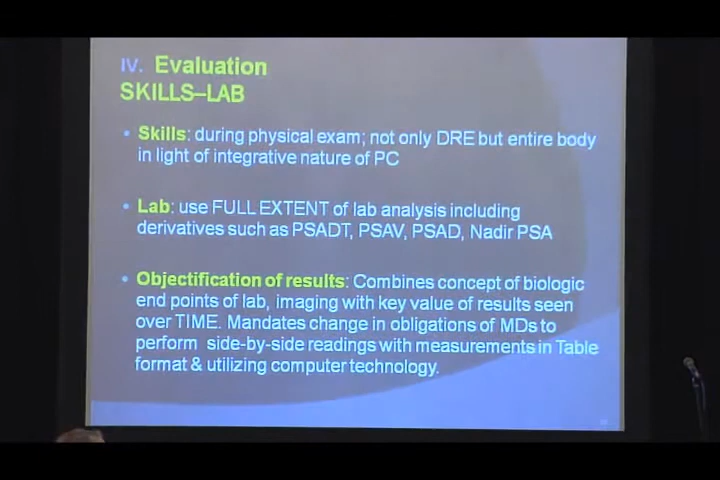 IV. Evaluation
SKILLS–LAB
• Skills: during physical exam; not only DRE but entire body
in light of integrative nature of PC
• Lab: use FULL EXTENT of lab analysis including
derivatives such as PSADT, PSAV, PSAD, Nadir PSA
• Objectification of results: Combines concept of biologic
end points of lab, imaging with key value of results seen
over TIME. Mandates change in obligations of MDs to
perform side-by-side readings with measurements in Table
format & utilizing computer technology.